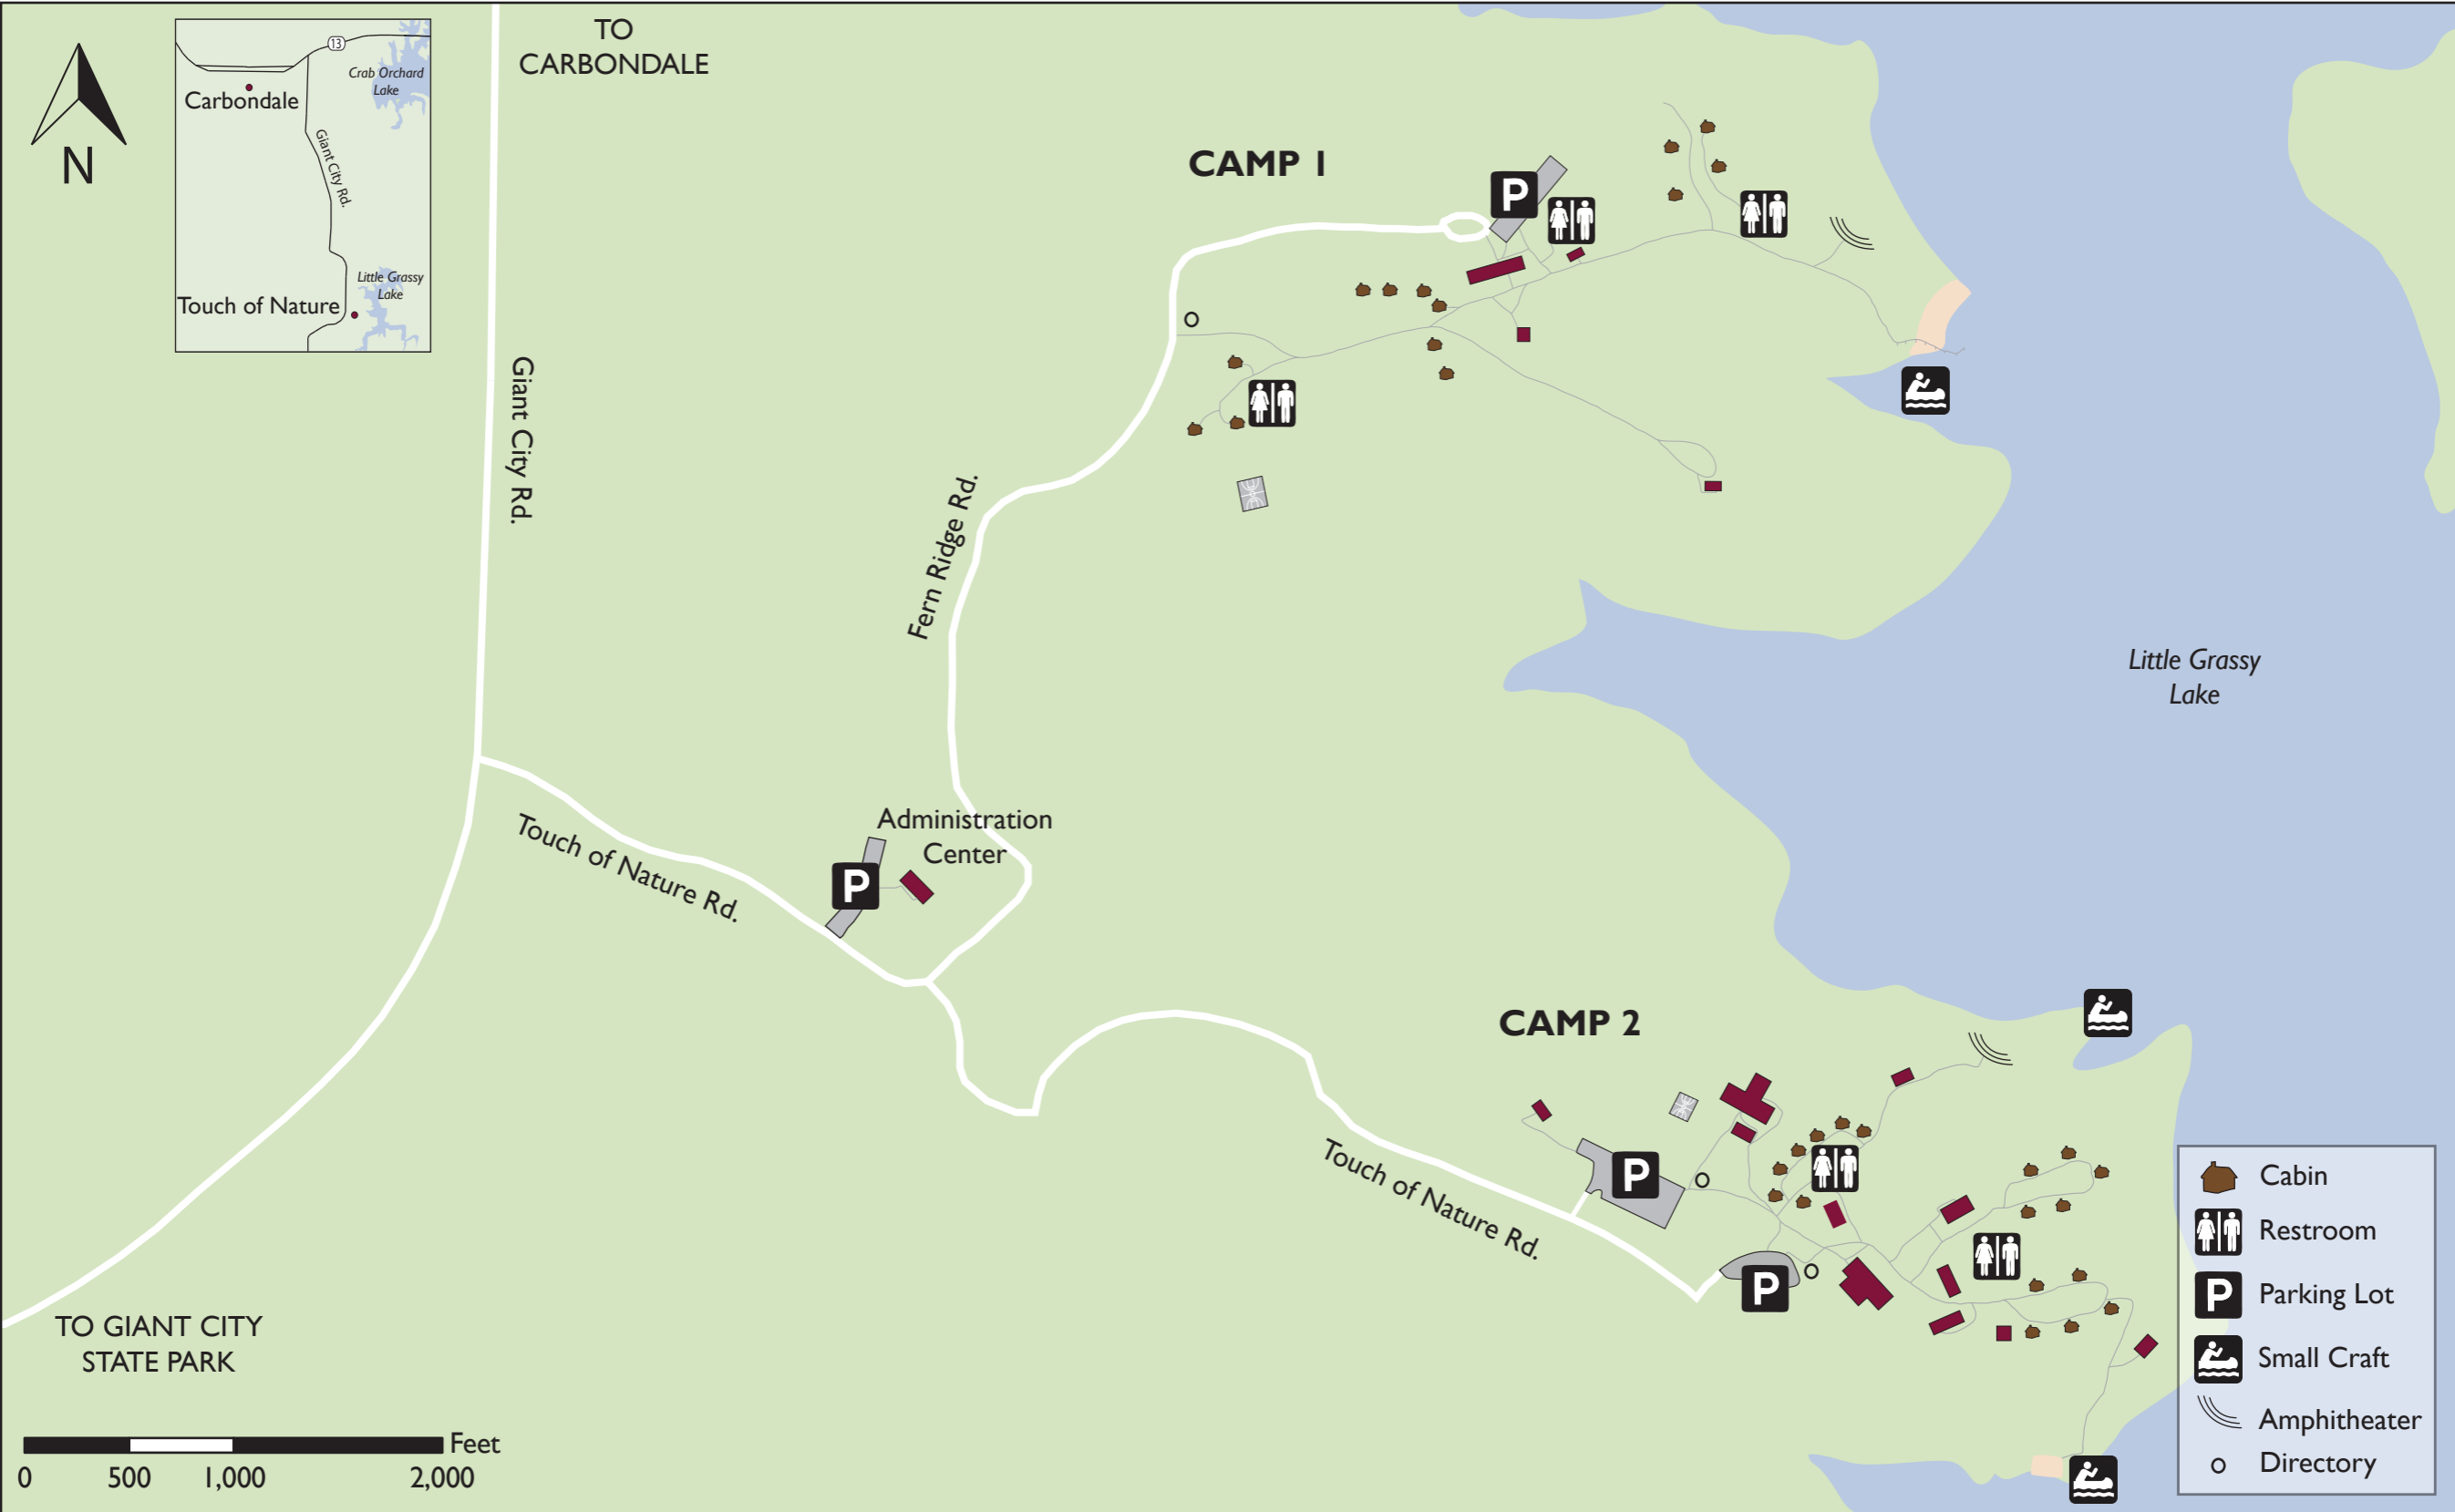 TO
CARBONDALE
N
13
Crab Orchard
Lake
Carbondale
Giant City Rd.
Little Grassy
Lake
Touch of Nature
CAMP 1
P
Giant City Rd.
Fern Ridge Rd.
Little Grassy
Lake
Administration
Center
P
Touch of Nature Rd.
CAMP 2
P
Touch of Nature Rd.
P
TO GIANT CITY
STATE PARK
Feet
0 500 1,000 2,000
Cabin
Restroom
P Parking Lot
Small Craft
Amphitheater
Directory